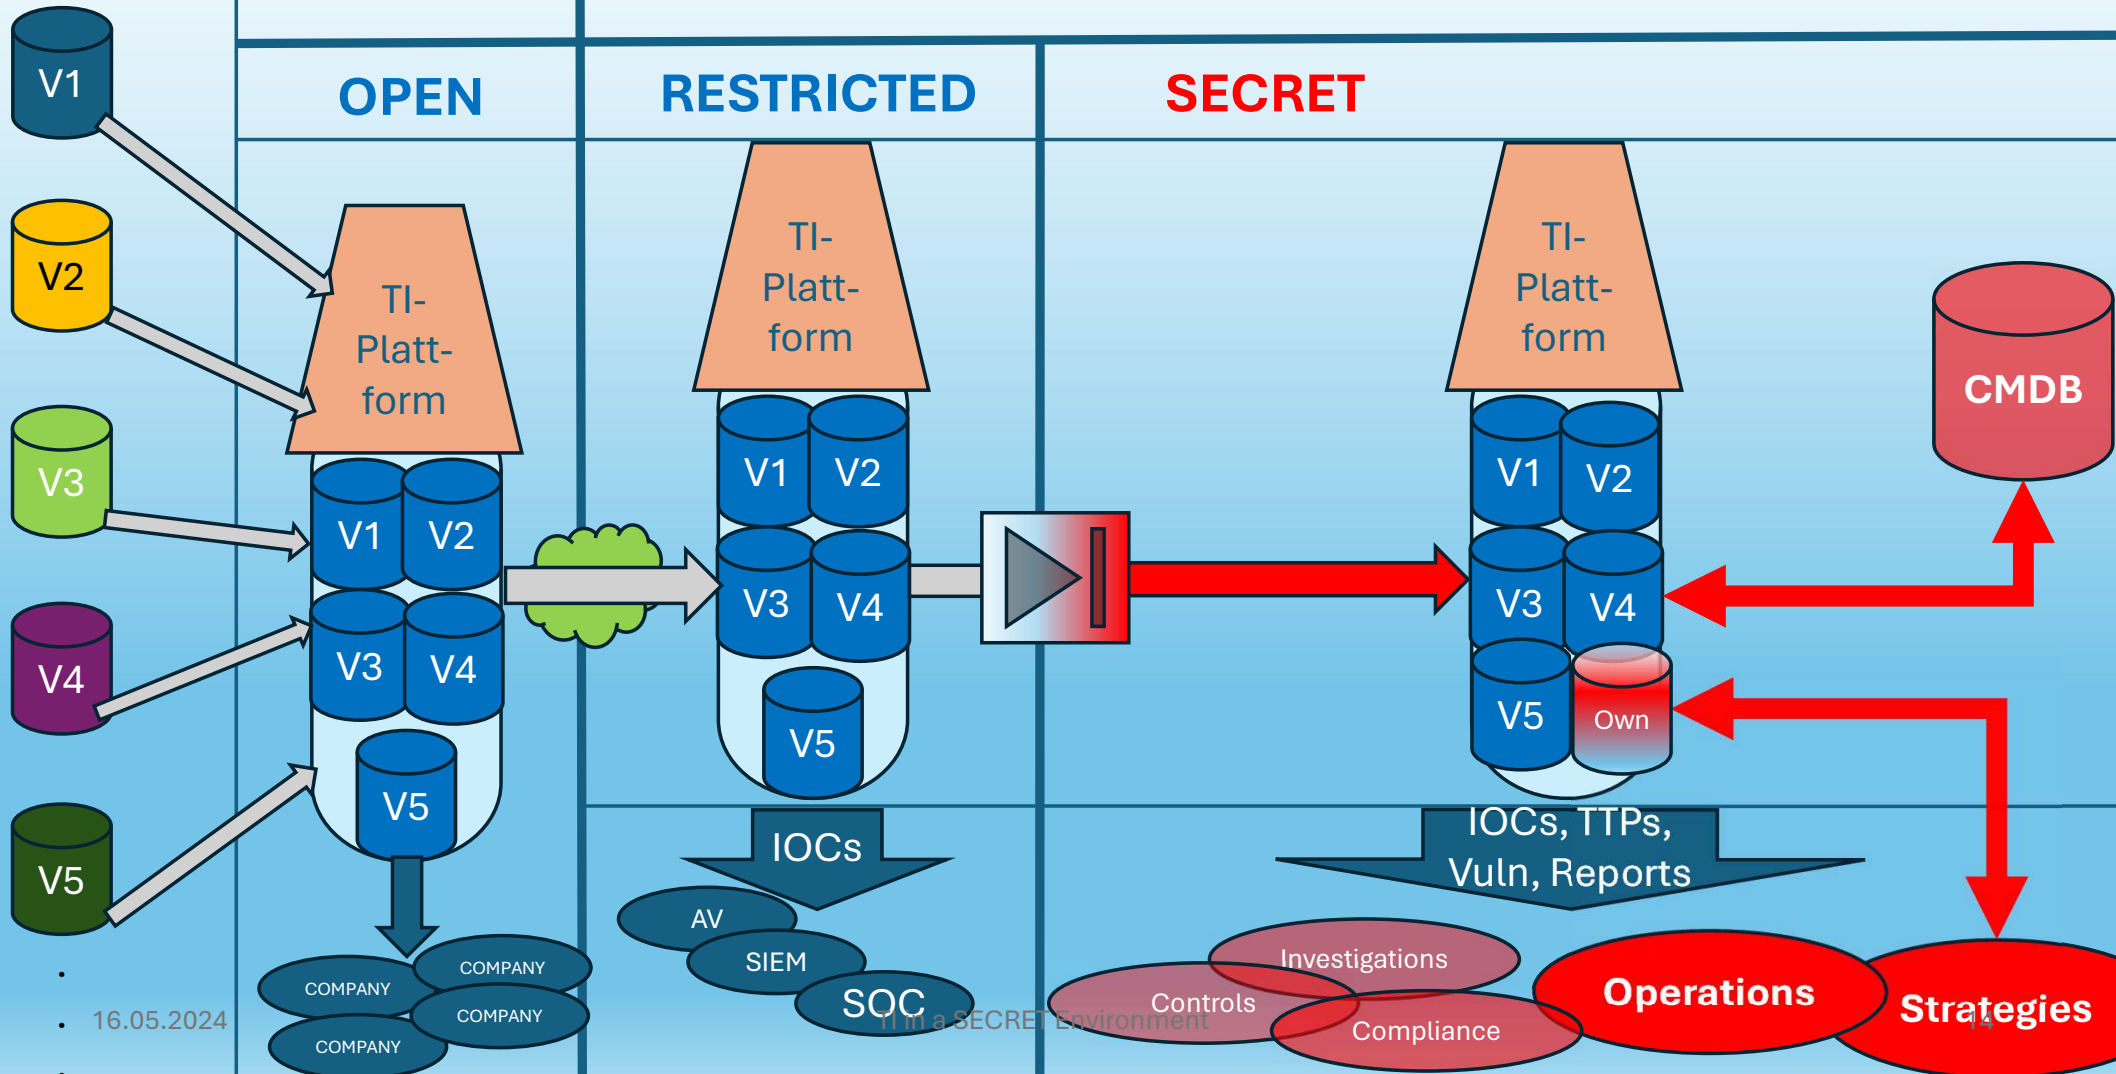 V1
V2
V3
V4
V5
.
.
.
OPEN
RESTRICTED
SECRET
TI-
Platt-
form
V1
V2
V3
V4
V5
COMPANY
COMPANY
COMPANY
COMPANY
TI-
Platt-
form
V1
V2
V3
V4
V5
IOCs
AV
SIEM
SOC
TI-
Platt-
form
V1
V2
V3
V4
V5
Own
CMDB
IOCs, TTPs,
Vuln, Reports
Investigations
Controls
Compliance
Operations
Strategies
16.05.2024
TI in a SECRET Environment
14